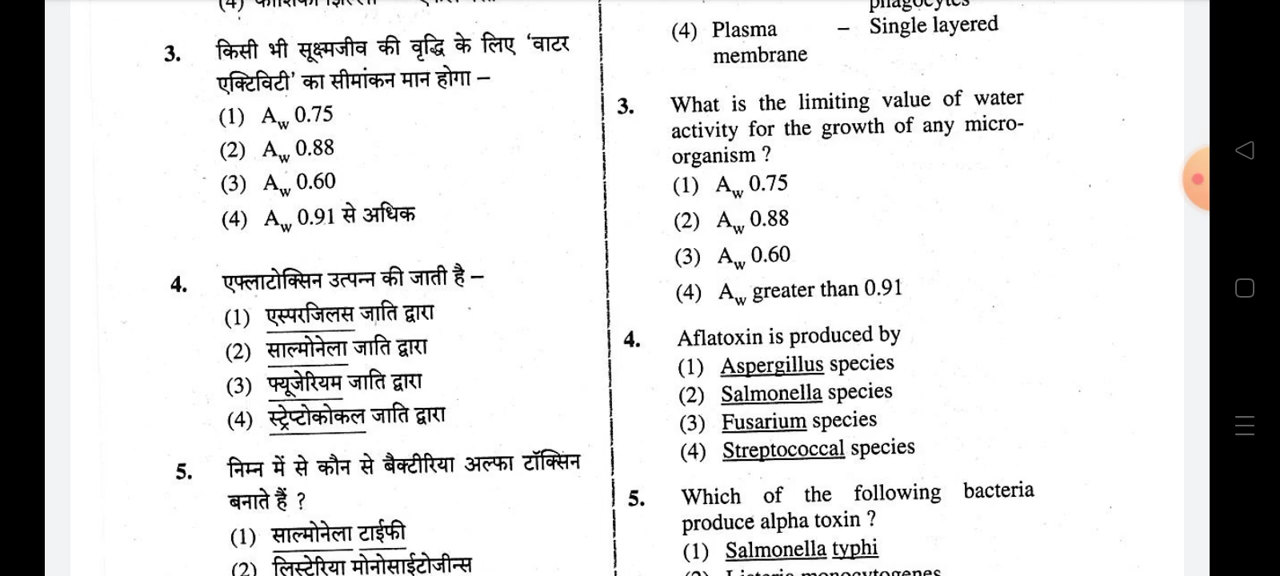 (4) कोशिका झिल्ली
3. किसी भी सूक्ष्मजीव की वृद्धि के लिए ‘वाटर
एक्टिविटी’ का सीमांकन मान होगा –
(1) Aw 0.75
(2) Aw 0.88
(3) Aw 0.60
(4) Aw 0.91 से अधिक
4. एफ्लाटोक्सिन उत्पन्न की जाती है –
(1) एस्परजिलस जाति द्वारा
(2) साल्मोनेला जाति द्वारा
(3) फ्यूजेरियम जाति द्वारा
(4) स्ट्रेप्टोकोकल जाति द्वारा
5. निम्न में से कौन से बैक्टीरिया अल्फा टॉक्सिन
बनाते हैं ?
(1) साल्मोनेला टाईफी
(2) लिस्टेरिया मोनोसाईटोजीन्स
phagocytes
(4) Plasma – Single layered
membrane
3. What is the limiting value of water
activity for the growth of any micro-
organism ?
(1) Aw 0.75
(2) Aw 0.88
(3) Aw 0.60
(4) Aw greater than 0.91
4. Aflatoxin is produced by
(1) Aspergillus species
(2) Salmonella species
(3) Fusarium species
(4) Streptococcal species
5. Which of the following bacteria
produce alpha toxin ?
(1) Salmonella typhi
(2) Listeria monocytogenes